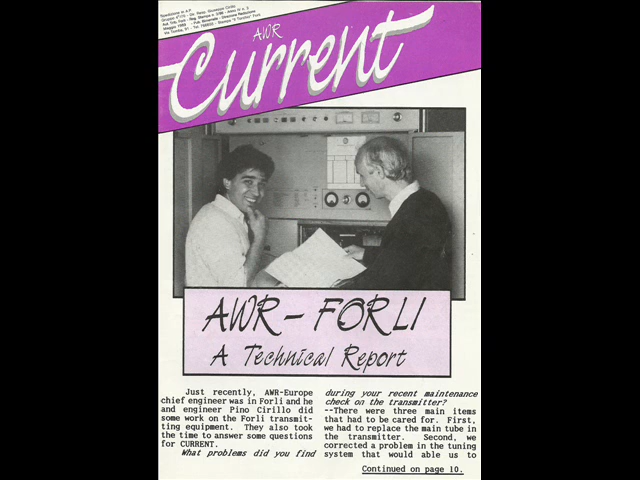 Spedizione in A.P.
AWR
Current
AWR - FORLI
A Technical Report
Just recently, AWR-Europe
chief engineer was in Forli and he
and engineer Pino Cirillo did
some work on the Forli transmit-
ting equipment. They also took
the time to answer some questions
for CURRENT.
What problems did you find
during your recent maintenance
check on the transmitter?
--There were three main items
that had to be cared for. First,
we had to replace the main tube in
the transmitter. Second, we
corrected a problem in the tuning
system that would able us to
Continued on page 10.